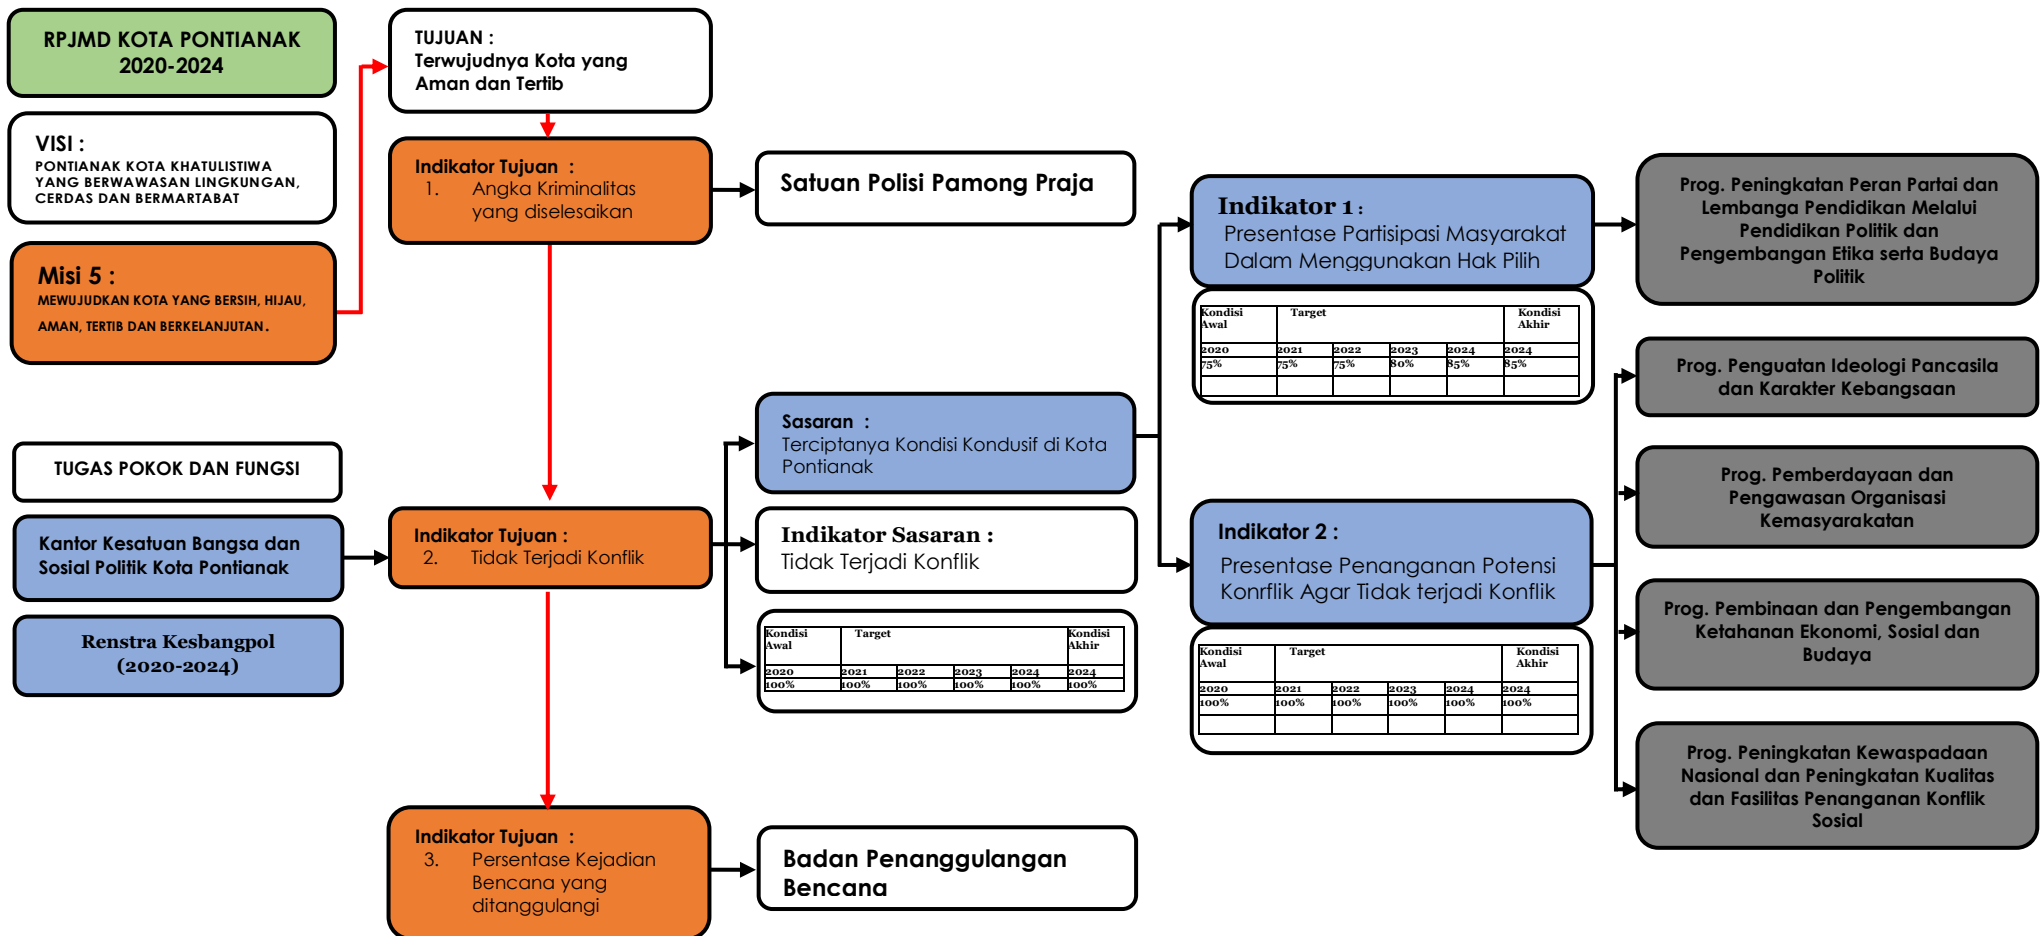 RPJMD KOTA PONTIANAK
2020-2024
VISI :
PONTIANAK KOTA KHATULISTIWA
YANG BERWAWASAN LINGKUNGAN,
CERDAS DAN BERMARTABAT
Misi 5 :
MEWUJUDKAN KOTA YANG BERSIH, HIJAU,
AMAN, TERTIB DAN BERKELANJUTAN.
TUGAS POKOK DAN FUNGSI
Kantor Kesatuan Bangsa dan
Sosial Politik Kota Pontianak
Renstra Kesbangpol
(2020-2024)
TUJUAN :
Terwujudnya Kota yang
Aman dan Tertib
Indikator Tujuan :
1. Angka Kriminalitas
yang diselesaikan
Indikator Tujuan :
2. Tidak Terjadi Konflik
Indikator Tujuan :
3. Persentase Kejadian
Bencana yang
ditanggulangi
Satuan Polisi Pamong Praja
Sasaran :
Terciptanya Kondisi Kondusif di Kota
Pontianak
Indikator Sasaran :
Tidak Terjadi Konflik
Kondisi Target Kondisi
Awal Akhir
2020 2021 2022 2023 2024 2024
100% 100% 100% 100% 100% 100%
Badan Penanggulangan
Bencana
Indikator 1 :
Presentase Partisipasi Masyarakat
Dalam Menggunakan Hak Pilih
Kondisi Target Kondisi
Awal Akhir
2020 2021 2022 2023 2024 2024
75% 75% 75% 80% 85% 85%
Indikator 2 :
Presentase Penanganan Potensi
Konrflik Agar Tidak terjadi Konflik
Kondisi Target Kondisi
Awal Akhir
2020 2021 2022 2023 2024 2024
100% 100% 100% 100% 100% 100%
Prog. Peningkatan Peran Partai dan
Lembanga Pendidikan Melalui
Pendidikan Politik dan
Pengembangan Etika serta Budaya
Politik
Prog. Penguatan Ideologi Pancasila
dan Karakter Kebangsaan
Prog. Pemberdayaan dan
Pengawasan Organisasi
Kemasyarakatan
Prog. Pembinaan dan Pengembangan
Ketahanan Ekonomi, Sosial dan
Budaya
Prog. Peningkatan Kewaspadaan
Nasional dan Peningkatan Kualitas
dan Fasilitas Penanganan Konflik
Sosial